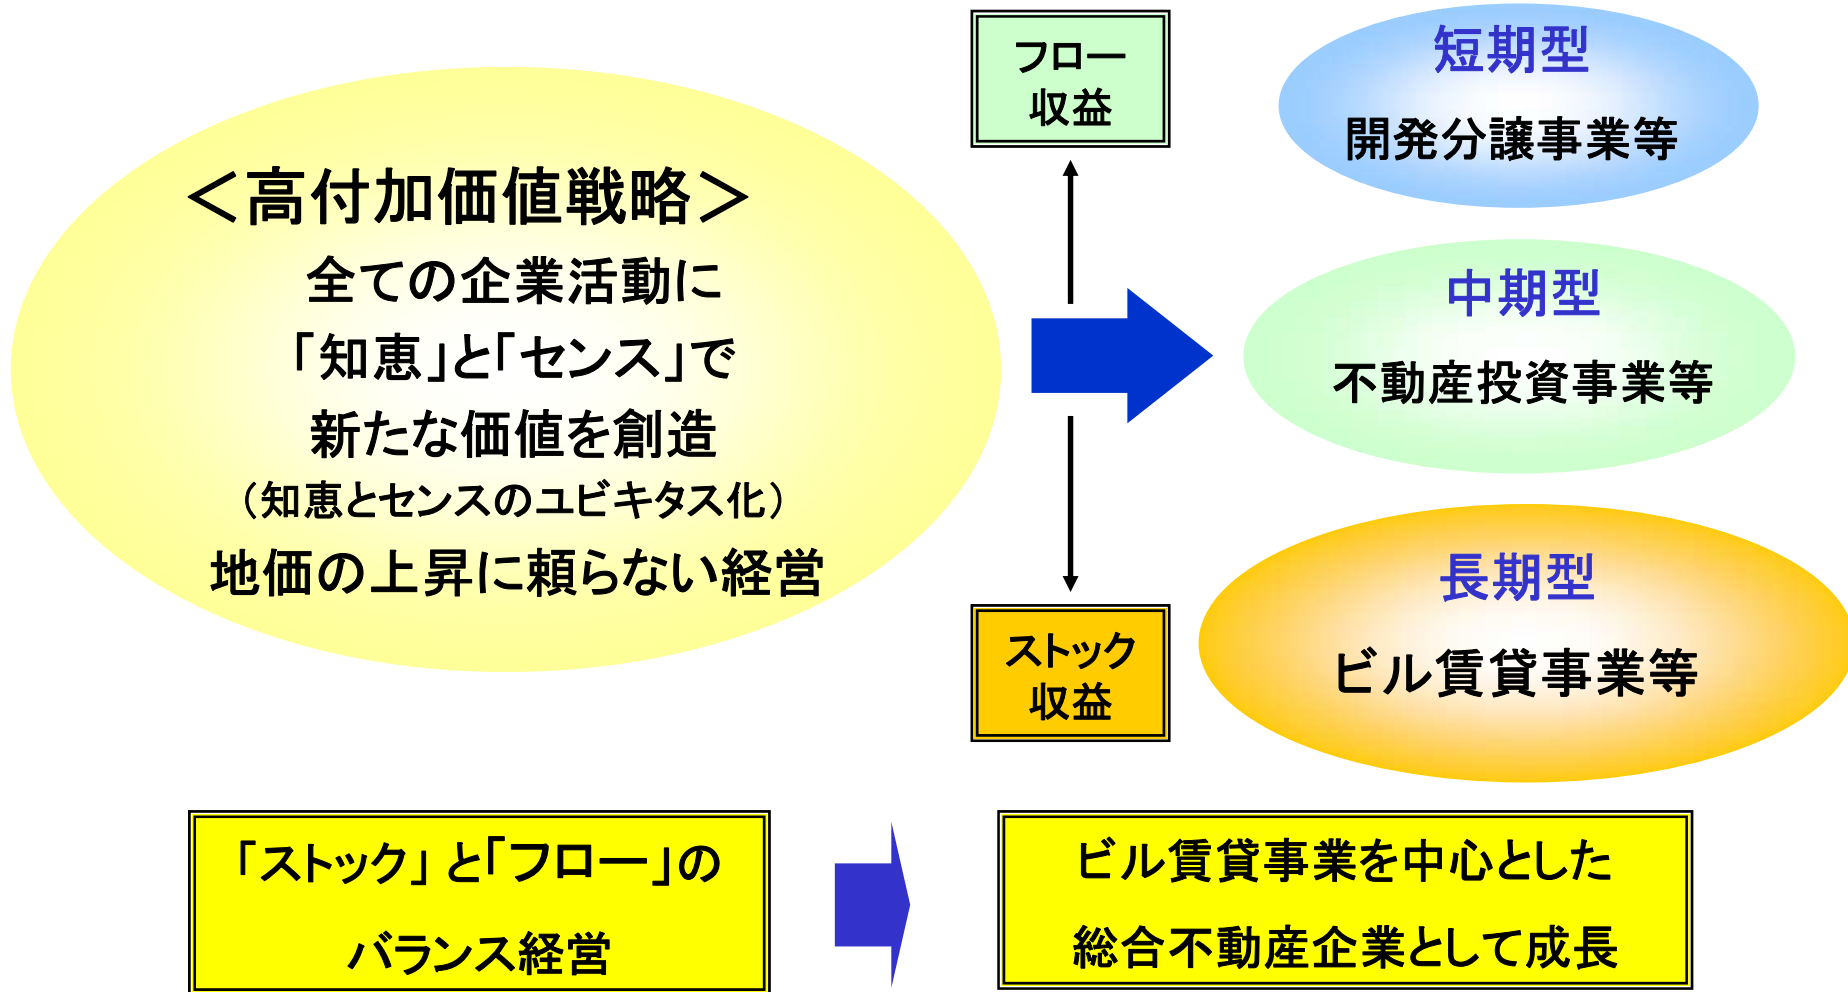 ＜高付加価値戦略＞
全ての企業活動に
「知恵」と「センス」で
新たな価値を創造
（知恵とセンスのユビキタス化）
地価の上昇に頼らない経営
フロー
収益
ストック
収益
短期型
開発分譲事業等
中期型
不動産投資事業等
長期型
ビル賃貸事業等
「ストック」と「フロー」の
バランス経営
ビル賃貸事業を中心とした
総合不動産企業として成長